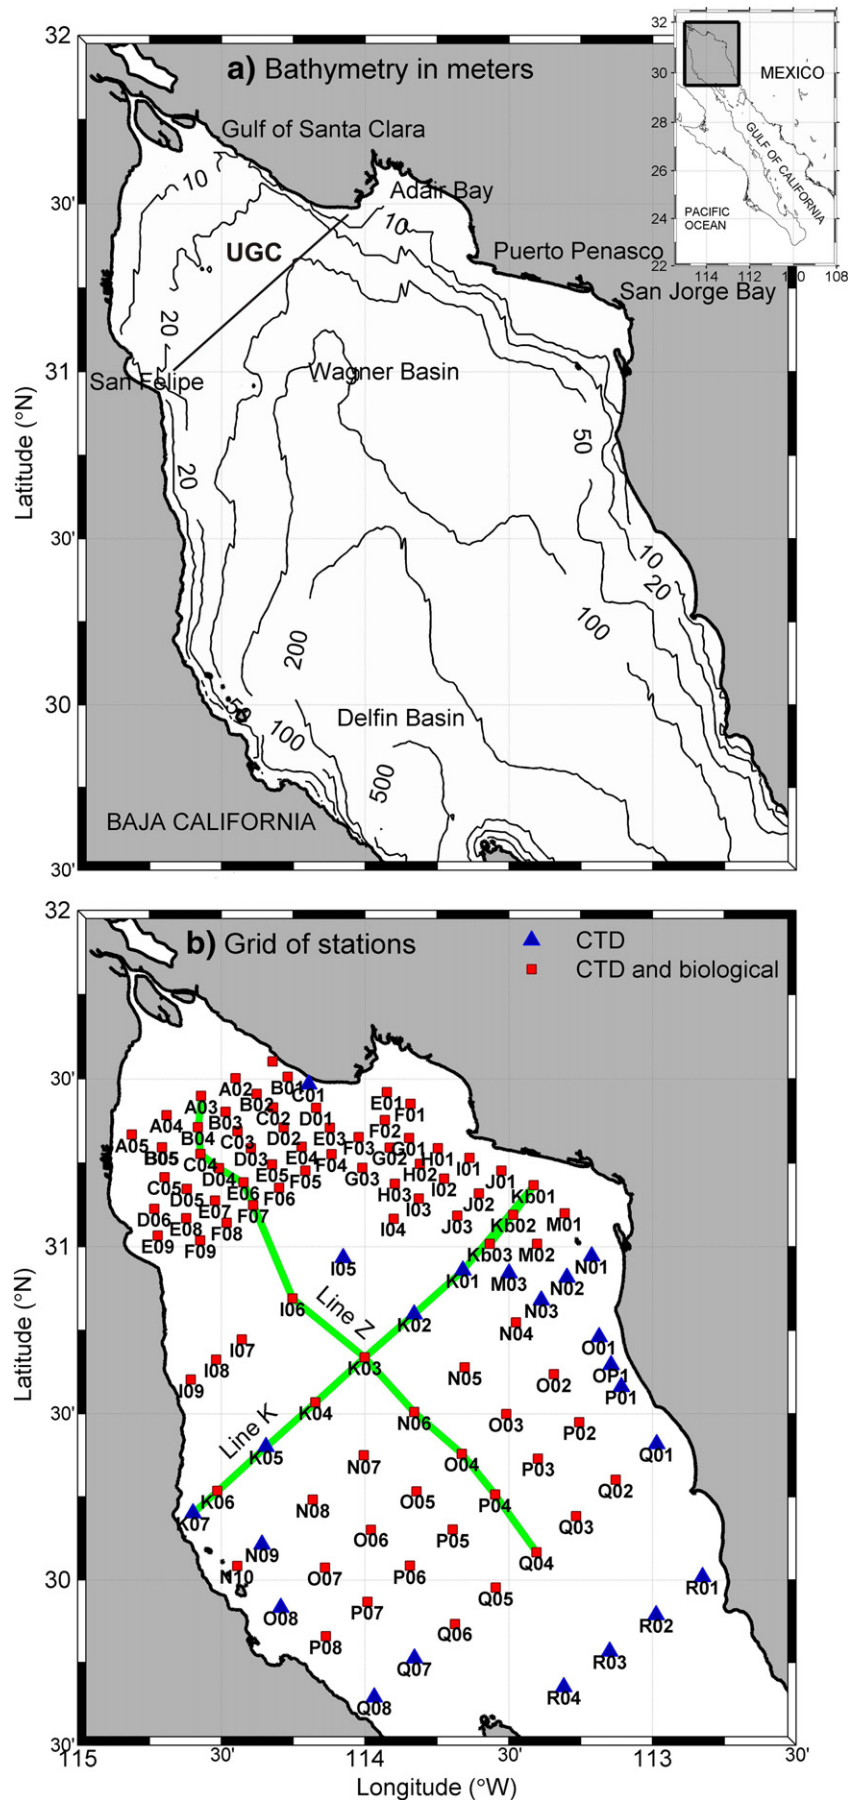 32
a) Bathymetry in meters
32
30
28
26
24
22
114
112
110
108
MEXICO
GULF OF CALIFORNIA
PACIFIC
OCEAN
Gulf of Santa Clara
10
Adair Bay
30'
10
UGC
Puerto Penasco
San Jorge Bay
20
31
San Felipe
Wagner Basin
50
20
Latitude (°N)
30'
10
20
100
200
30
50
Delfin Basin
100
500
BAJA CALIFORNIA
30'
32
b) Grid of stations
CTD
CTD and biological
30'
A02 B01 C01
A03 B02 E01
A04 B03 C02 D01 F01
A05 B04 C03 D02 E03 F02
B05 C04 D03 E04 F03 G01 H01
D04 E05 F04 G02 H02 I01
C05 D05 E06 F05 G03 I02 J01
D06 E07 F06 H03 J02 Kb01
E08 F07 I03 Kb02 M01
E09 F08 I04 J03
F09 Kb03 M02
31
I05 K01 M03 N02 N01
I06 Line Z K02 N03
N04 O01
I07 K03 OP1
I08 N05 O02 P01
I09
Latitude (°N)
K04 N06 O03 P02
30'
Line K
K05 N07 O04 P03 Q01
K06 N08 O05 P04 Q02
K07 O06 P05 Q03
N09 Q04
N10 O07 P06
30
Q05 R01
O08 P07 Q06 R02
P08 Q07 R03
Q08 R04
30'
115
30'
114
30'
113
30'
Longitude (°W)